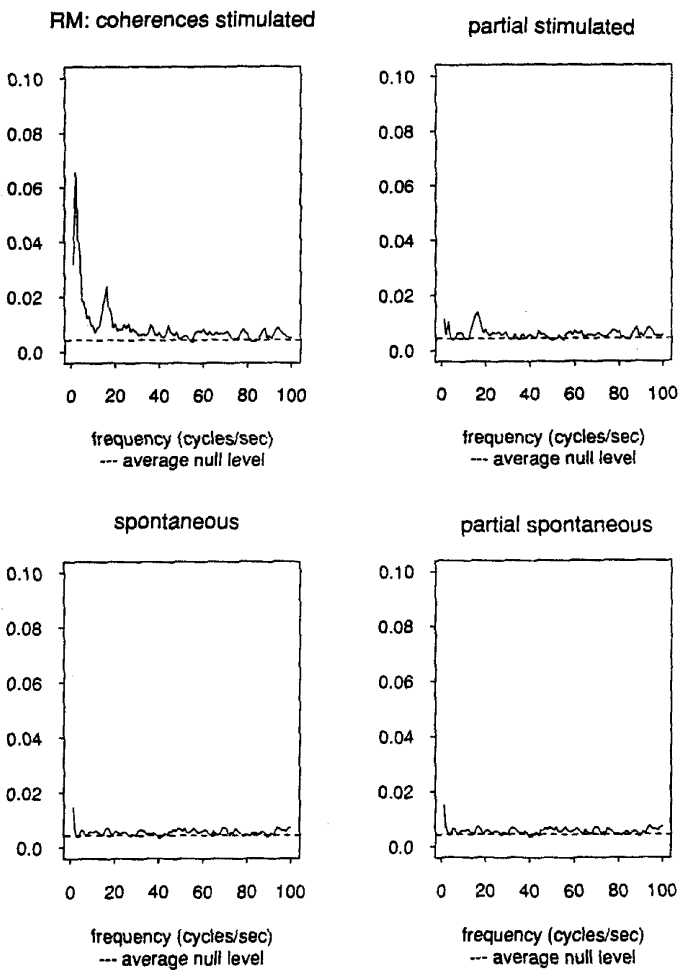 RM: coherences stimulated
0.10
0.08
0.06
0.04
0.02
0.0
0 20 40 60 80 100
frequency (cycles/sec)
--- average null level
partial stimulated
0.10
0.08
0.06
0.04
0.02
0.0
0 20 40 60 80 100
frequency (cycles/sec)
--- average null level
spontaneous
0.10
0.08
0.06
0.04
0.02
0.0
0 20 40 60 80 100
frequency (cycles/sec)
--- average null level
partial spontaneous
0.10
0.08
0.06
0.04
0.02
0.0
0 20 40 60 80 100
frequency (cycles/sec)
--- average null level